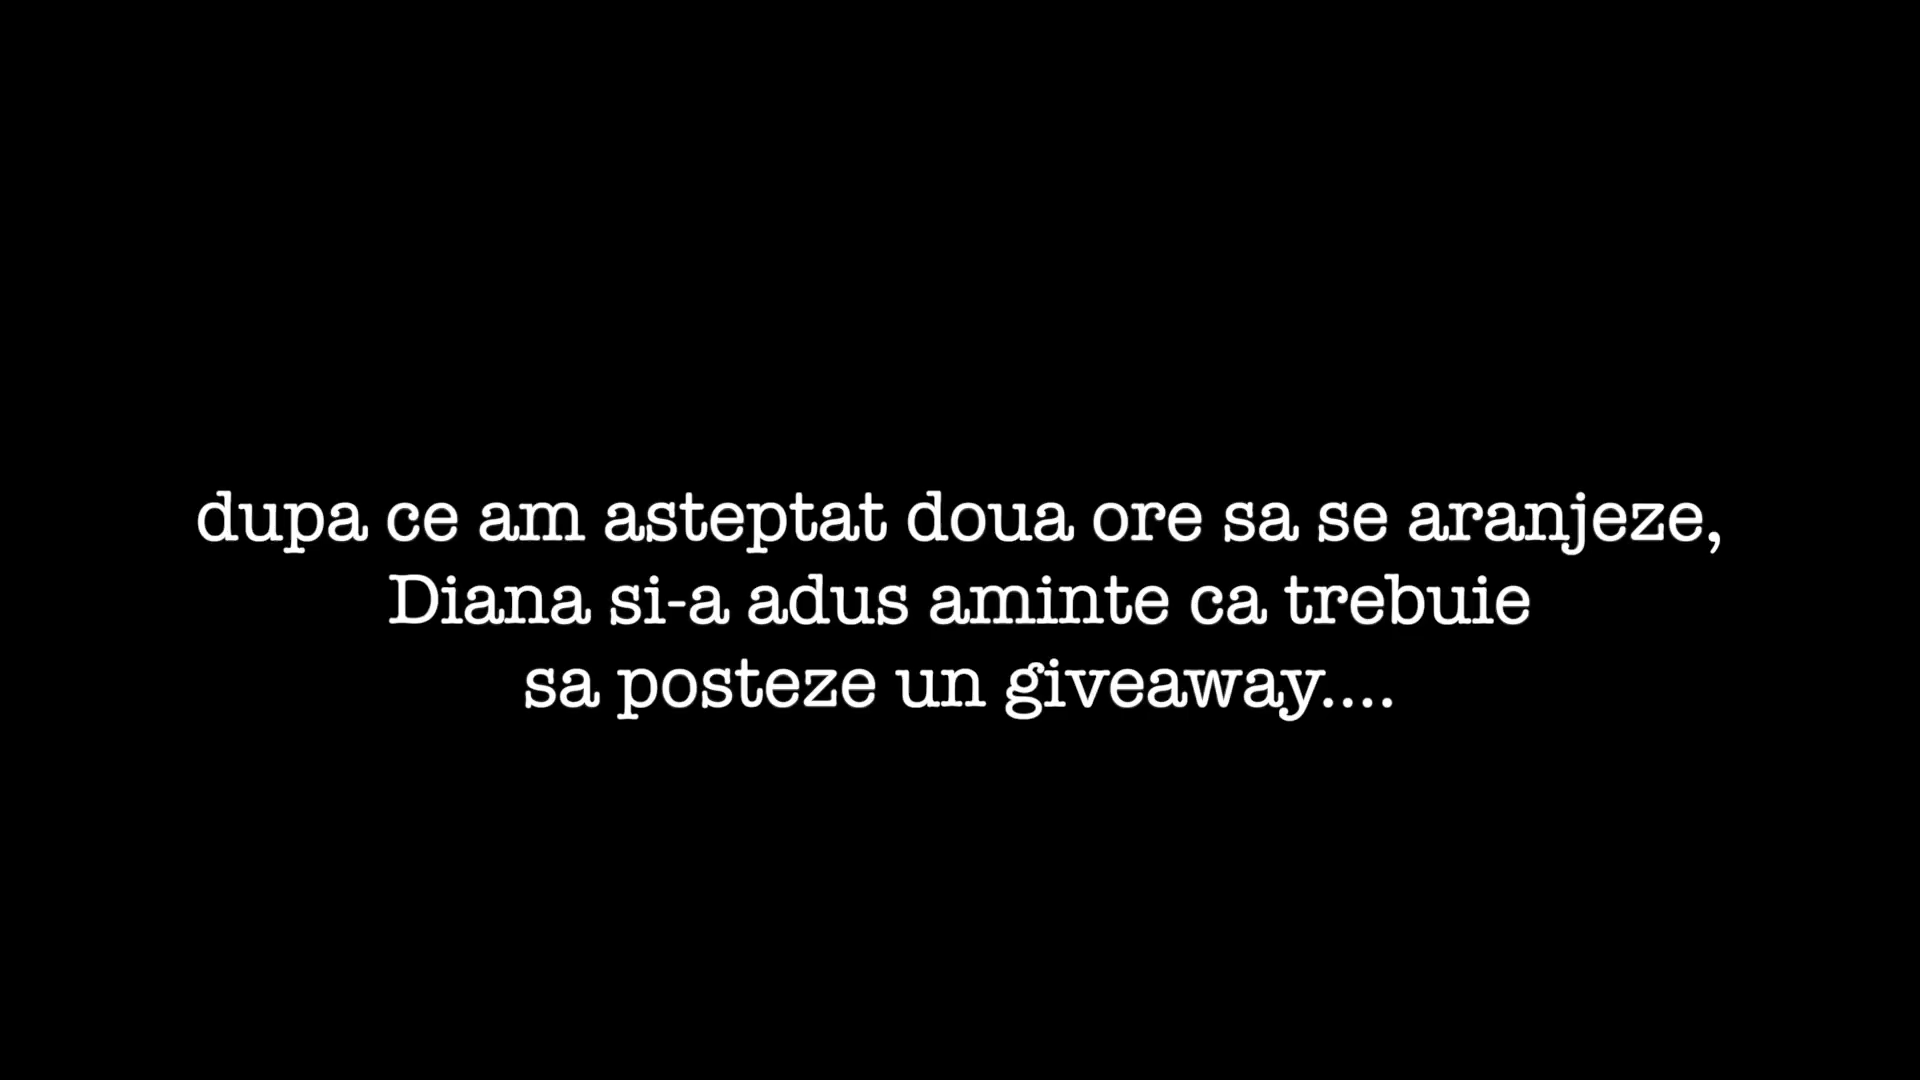 dupa ce am asteptat doua ore sa se aranjeze,
Diana si-a adus aminte ca trebuie
sa posteze un giveaway....